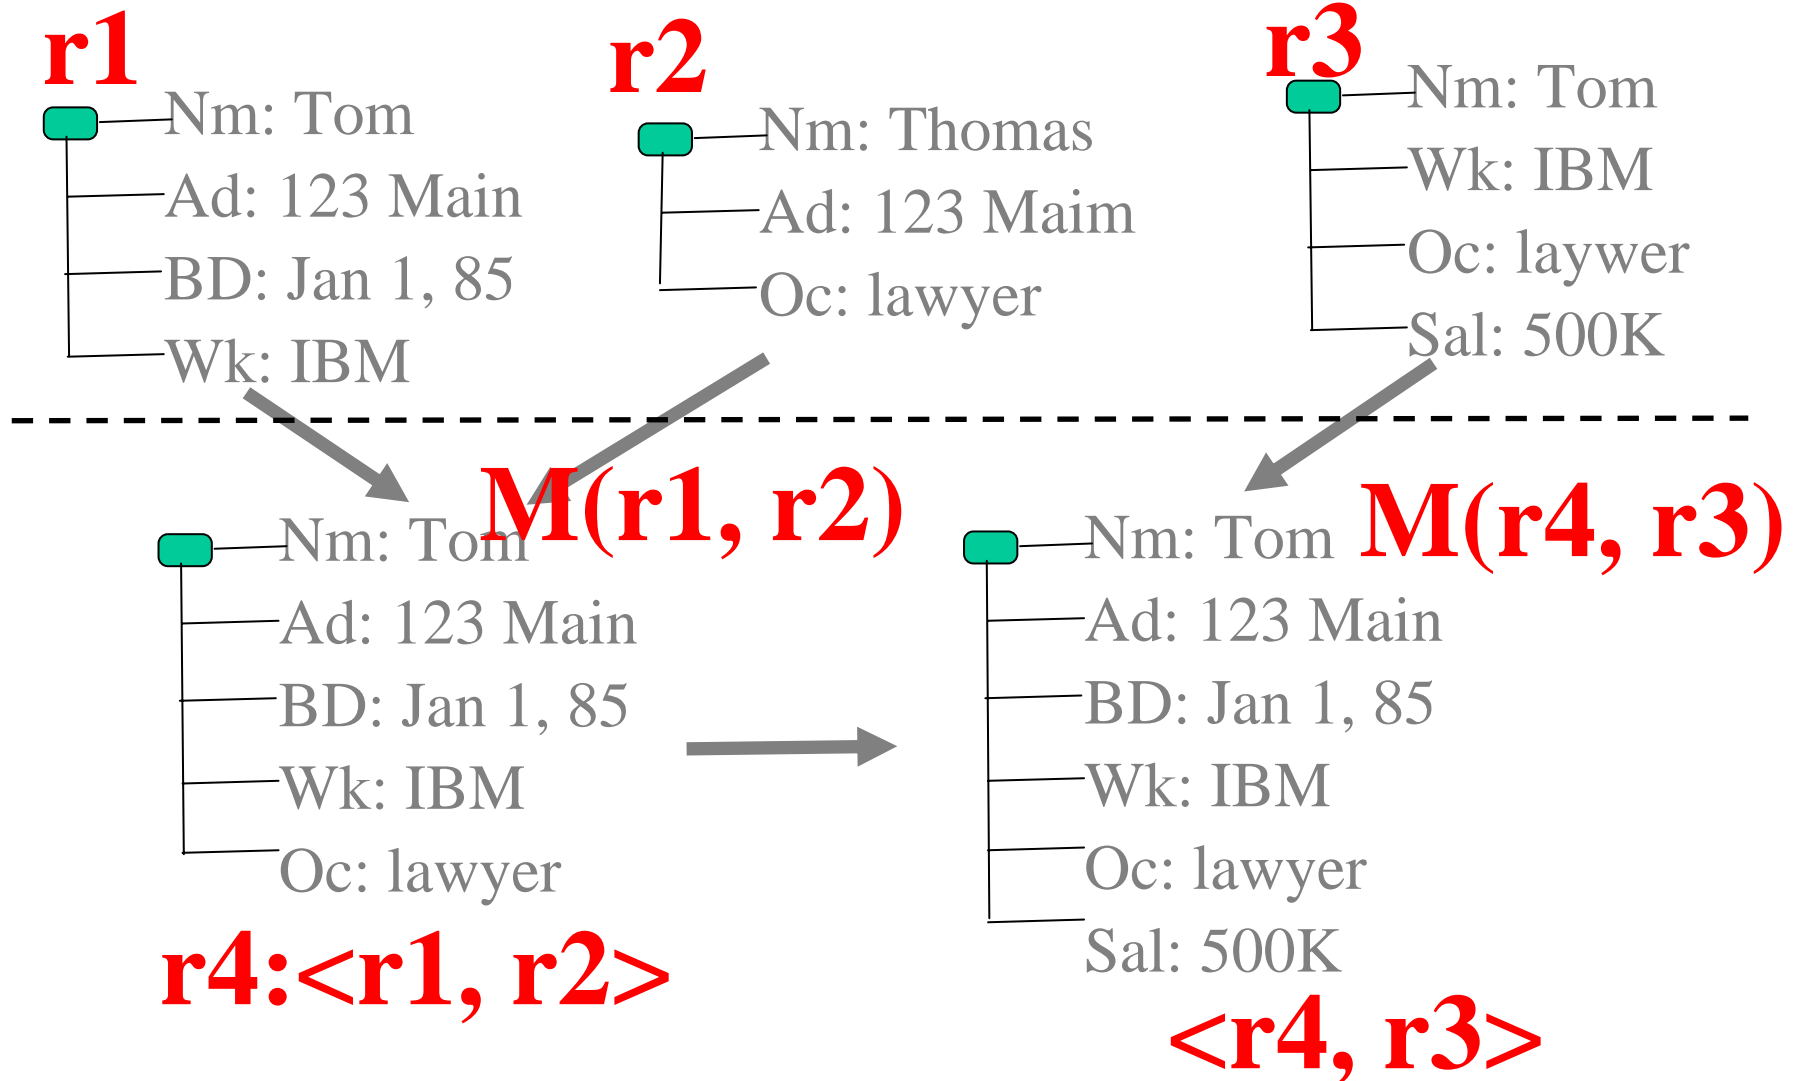 r1
Nm: Tom
Ad: 123 Main
BD: Jan 1, 85
Wk: IBM
r2
Nm: Thomas
Ad: 123 Maim
Oc: lawyer
r3
Nm: Tom
Wk: IBM
Oc: laywer
Sal: 500K
M(r1, r2)
Nm: Tom
Ad: 123 Main
BD: Jan 1, 85
Wk: IBM
Oc: lawyer
r4:<r1, r2>
M(r4, r3)
Nm: Tom
Ad: 123 Main
BD: Jan 1, 85
Wk: IBM
Oc: lawyer
Sal: 500K
<r4, r3>